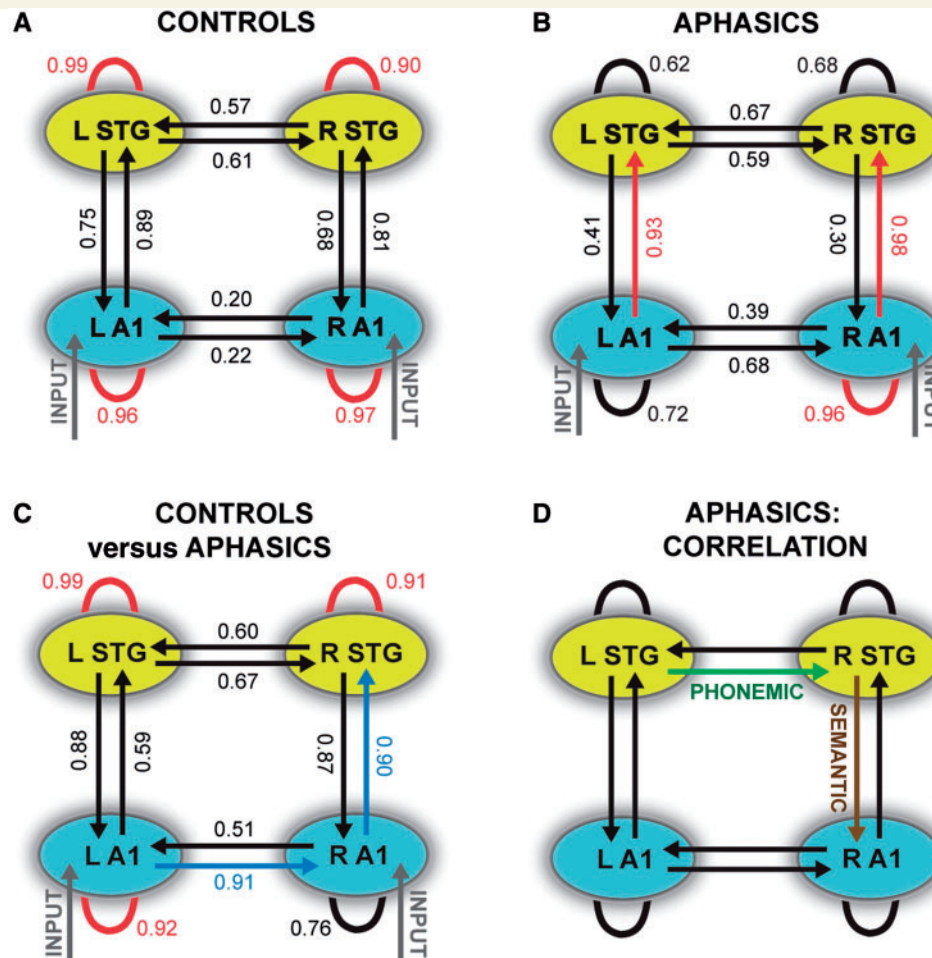 A
CONTROLS
0.99
0.90
L STG
0.57
R STG
0.61
0.75
0.89
0.68
0.81
L A1
0.20
R A1
0.22
INPUT
0.96
0.97
INPUT
B
APHASICS
0.62
0.68
L STG
0.67
R STG
0.59
0.41
0.93
0.30
0.98
L A1
0.39
R A1
0.68
INPUT
0.72
0.96
INPUT
C
CONTROLS
versus APHASICS
0.99
0.91
L STG
0.60
R STG
0.67
0.88
0.59
0.87
0.90
L A1
0.51
R A1
0.91
INPUT
0.92
0.76
INPUT
D
APHASICS:
CORRELATION
L STG
R STG
PHONEMIC
SEMANTIC
L A1
R A1